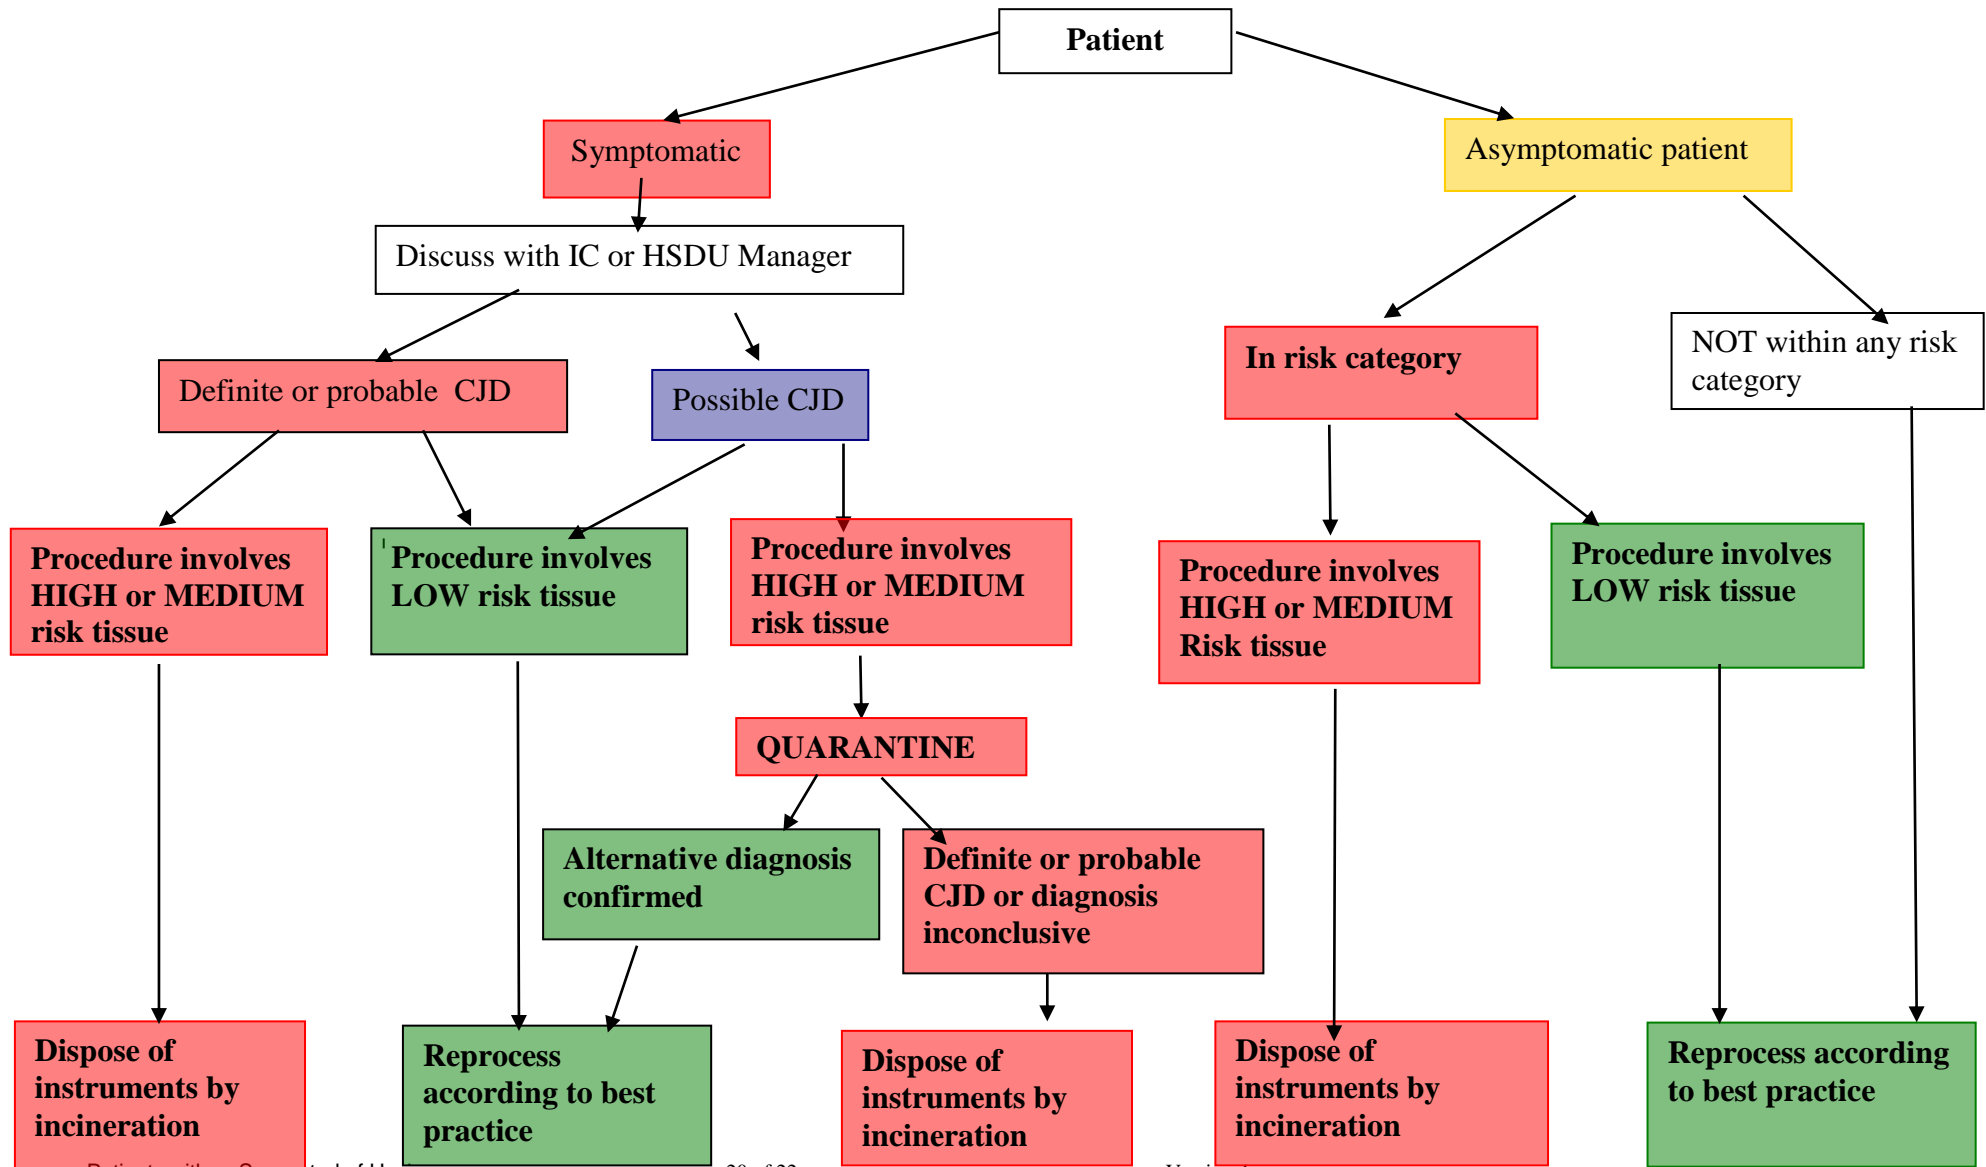 Patient
Symptomatic
Asymptomatic patient
Discuss with IC or HSDU Manager
Definite or probable CJD
Possible CJD
In risk category
NOT within any risk
category
Procedure involves
HIGH or MEDIUM
risk tissue
Procedure involves
LOW risk tissue
Procedure involves
HIGH or MEDIUM
risk tissue
Procedure involves
HIGH or MEDIUM
Risk tissue
Procedure involves
LOW risk tissue
QUARANTINE
Alternative diagnosis
confirmed
Definite or probable
CJD or diagnosis
inconclusive
Dispose of
instruments by
incineration
Reprocess
according to best
practice
Dispose of
instruments by
incineration
Dispose of
instruments by
incineration
Reprocess according
to best practice